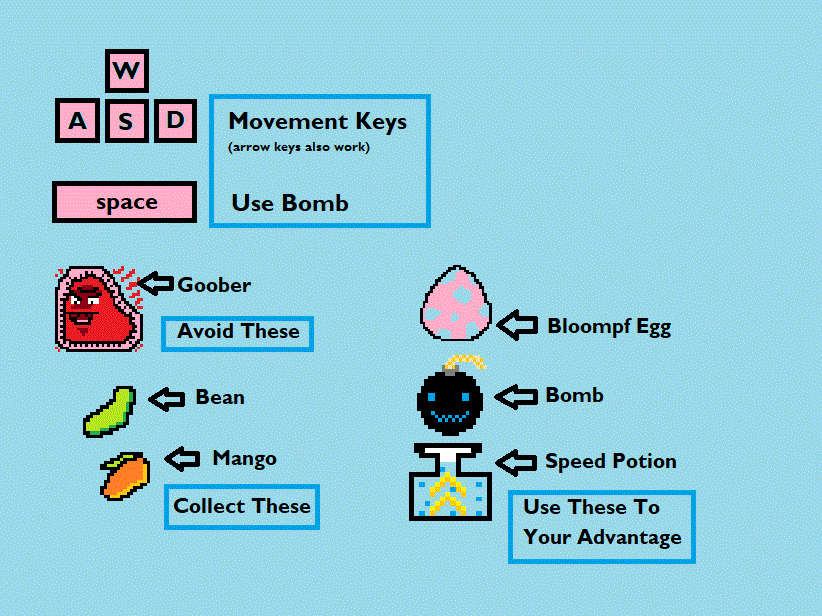 W
A S D
Movement Keys
(arrow keys also work)
space
Use Bomb
Goober
Avoid These
Bloompf Egg
Bean
Bomb
Mango
Speed Potion
Collect These
Use These To
Your Advantage